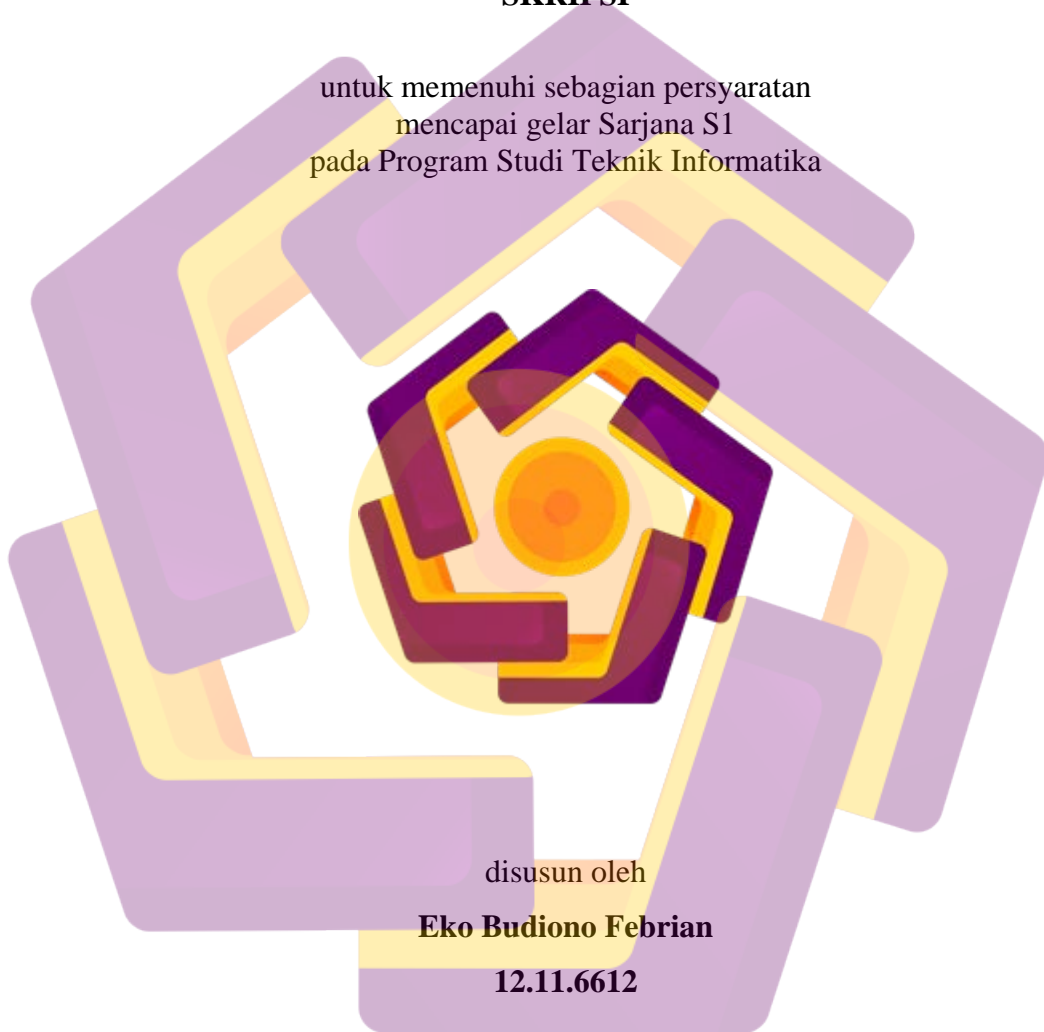 SKRIPSI
untuk memenuhi sebagian persyaratan
mencapai gelar Sarjana S1
pada Program Studi Teknik Informatika
disusun oleh
Eko Budiono Febrian
12.11.6612